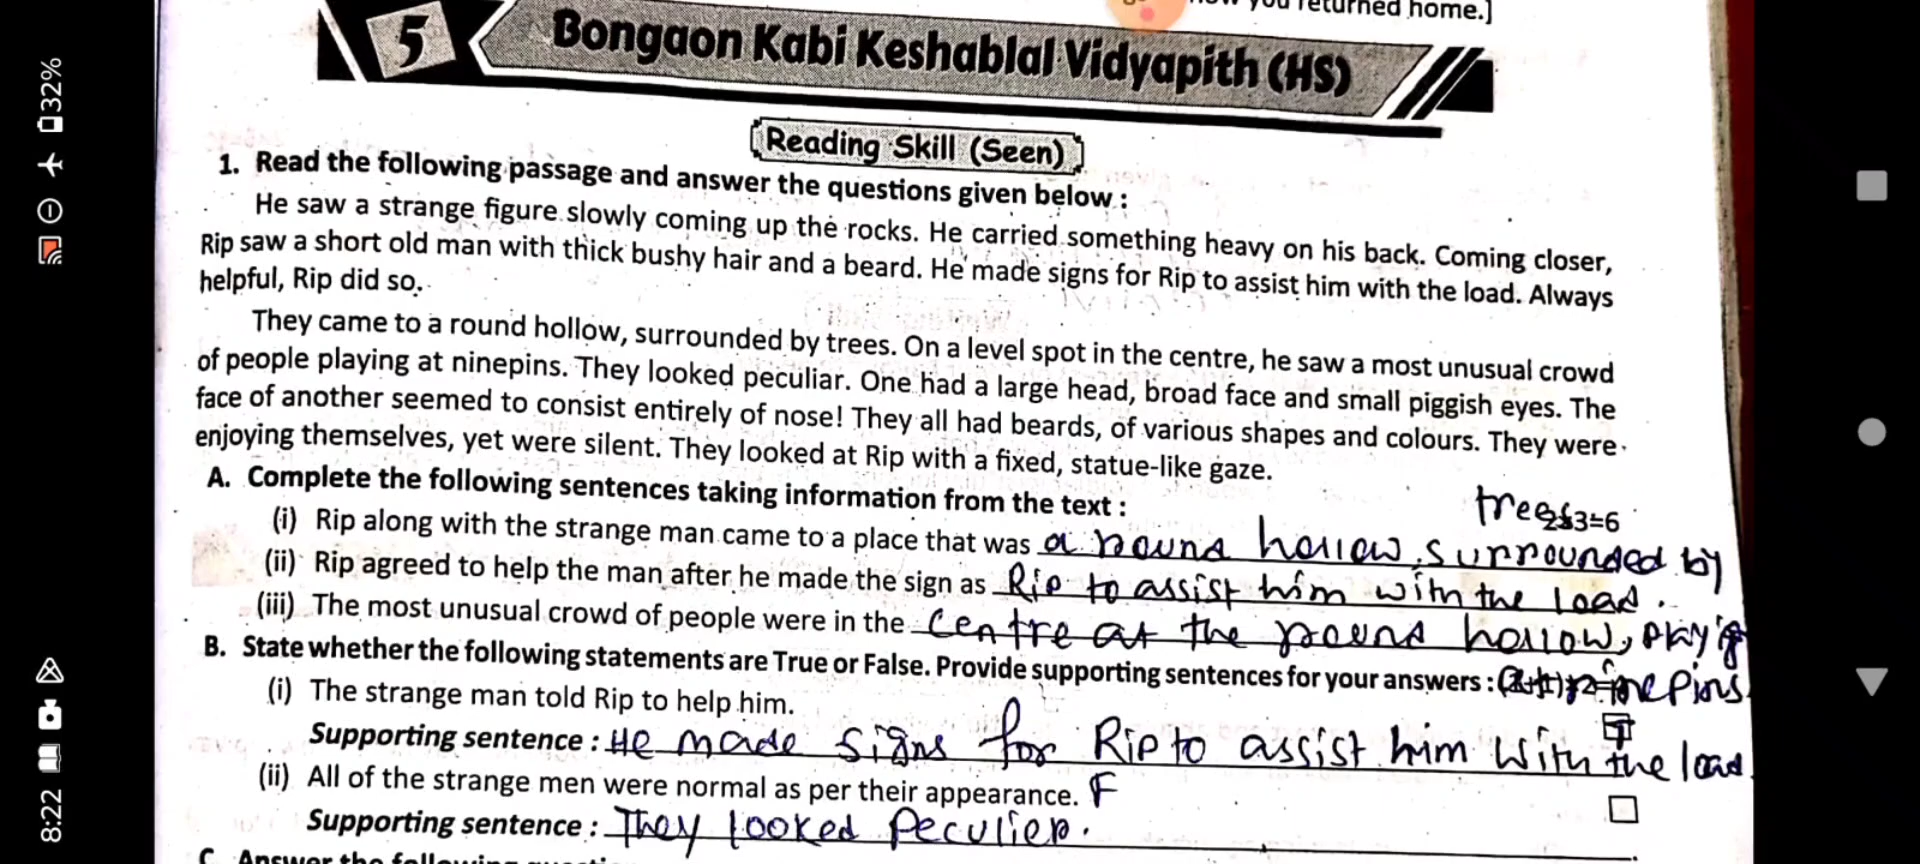 now you returned home.]
5 Bongaon Kabi Keshablal Vidyapith (HS)
Reading Skill (Seen)
1. Read the following passage and answer the questions given below :
He saw a strange figure slowly coming up the rocks. He carried something heavy on his back. Coming closer,
Rip saw a short old man with thick bushy hair and a beard. He made signs for Rip to assist him with the load. Always
helpful, Rip did so.
They came to a round hollow, surrounded by trees. On a level spot in the centre, he saw a most unusual crowd
of people playing at ninepins. They looked peculiar. One had a large head, broad face and small piggish eyes. The
face of another seemed to consist entirely of nose! They all had beards, of various shapes and colours. They were
enjoying themselves, yet were silent. They looked at Rip with a fixed, statue-like gaze.
A. Complete the following sentences taking information from the text :
trees 2×3=6
(i) Rip along with the strange man came to a place that was a round hollow, surrounded by
(ii) Rip agreed to help the man after he made the sign as Rip to assist him with the load.
(iii) The most unusual crowd of people were in the centre at the round hollow, playing
B. State whether the following statements are True or False. Provide supporting sentences for your answers : ninepins
(i) The strange man told Rip to help him.
T
Supporting sentence : He made signs for Rip to assist him with the load
(ii) All of the strange men were normal as per their appearance. F
Supporting sentence : They looked Peculier.
C. Answer the following
32%
8:22